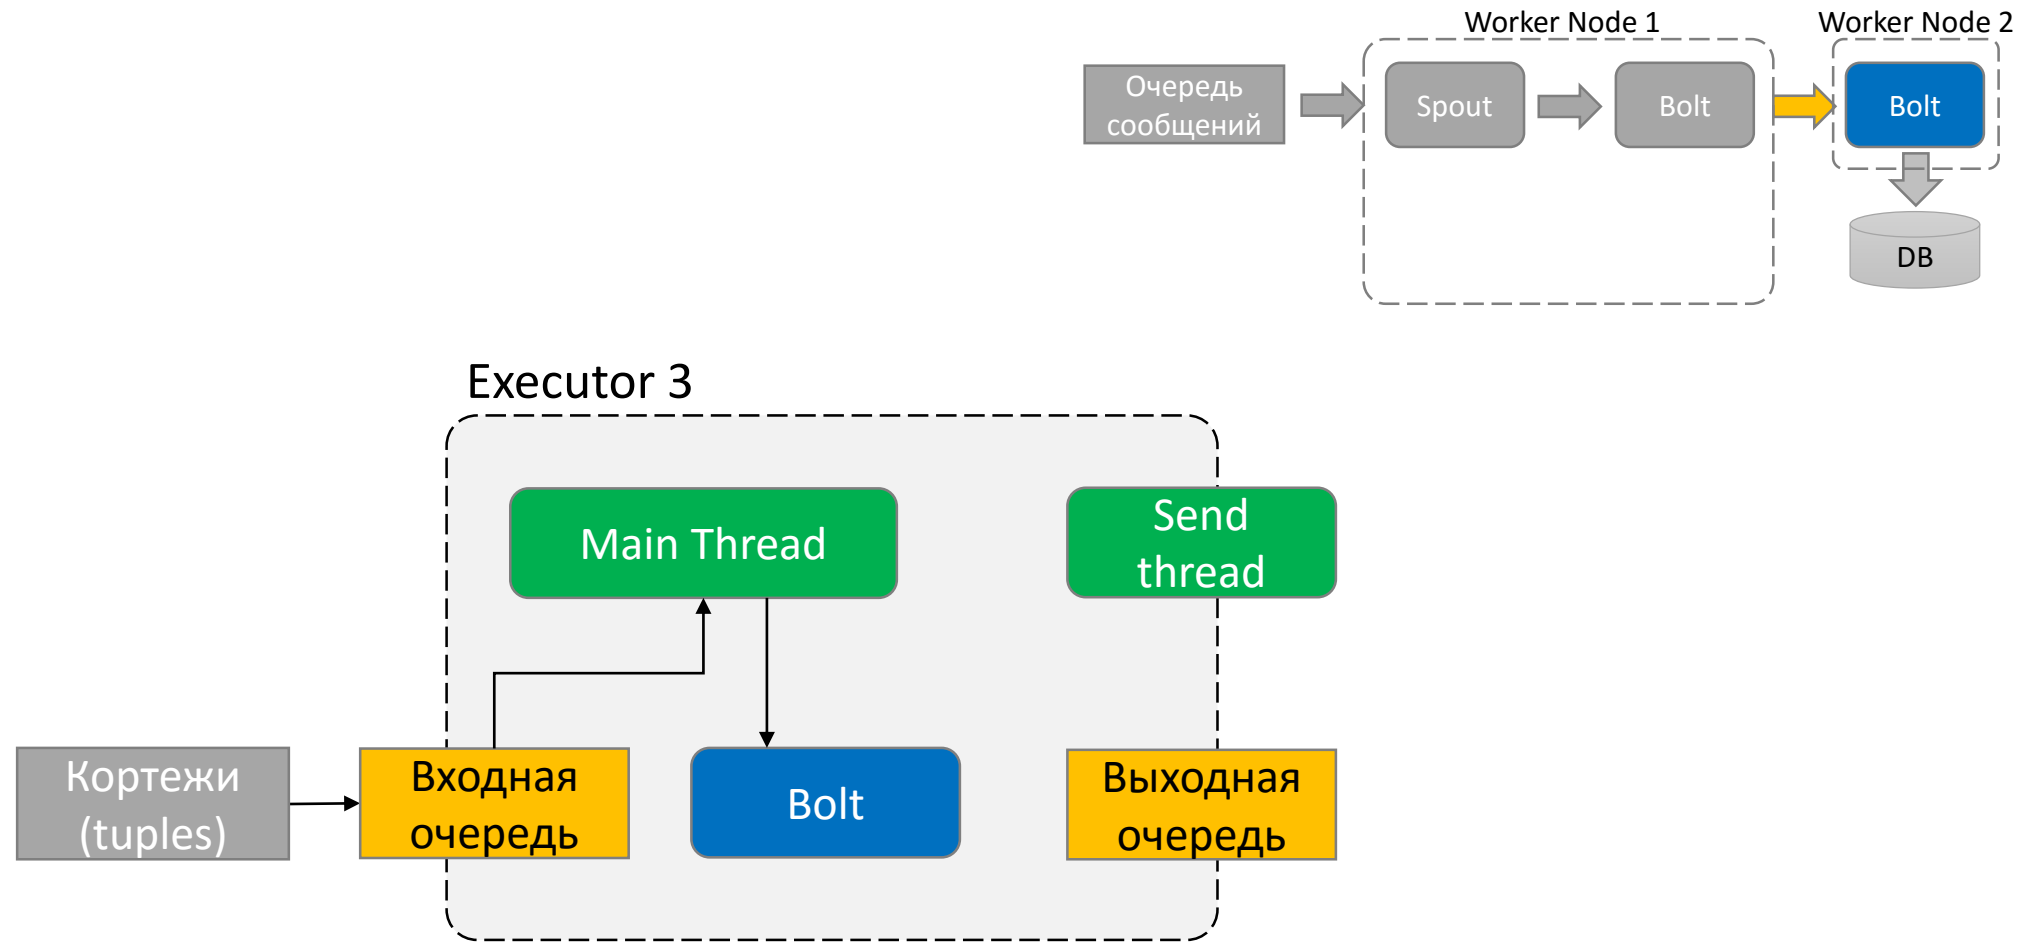 Worker Node 1
Worker Node 2
Очередь
сообщений
Spout
Bolt
Bolt
DB
Executor 3
Main Thread
Send
thread
Кортежи
(tuples)
Входная
очередь
Bolt
Выходная
очередь